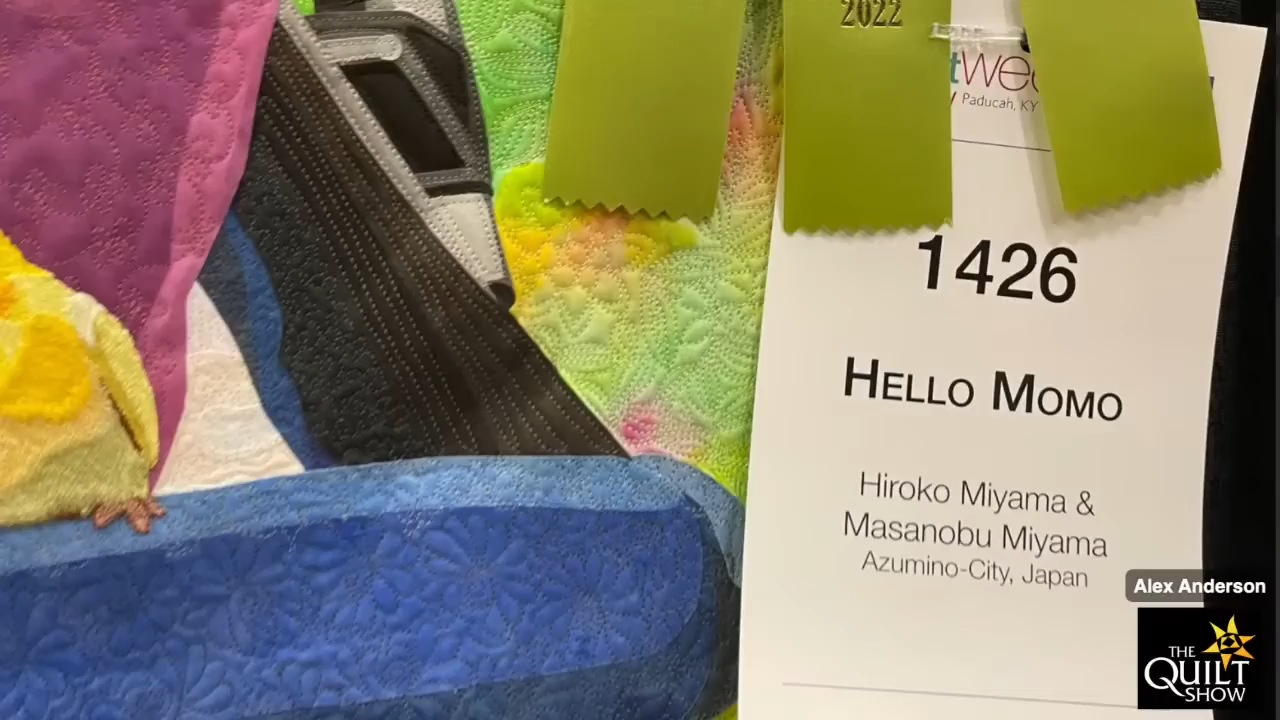 2022
Paducah, KY
1426
HELLO MOMO
Hiroko Miyama &
Masanobu Miyama
Azumino-City, Japan
Alex Anderson
THE
QUILT
SHOW